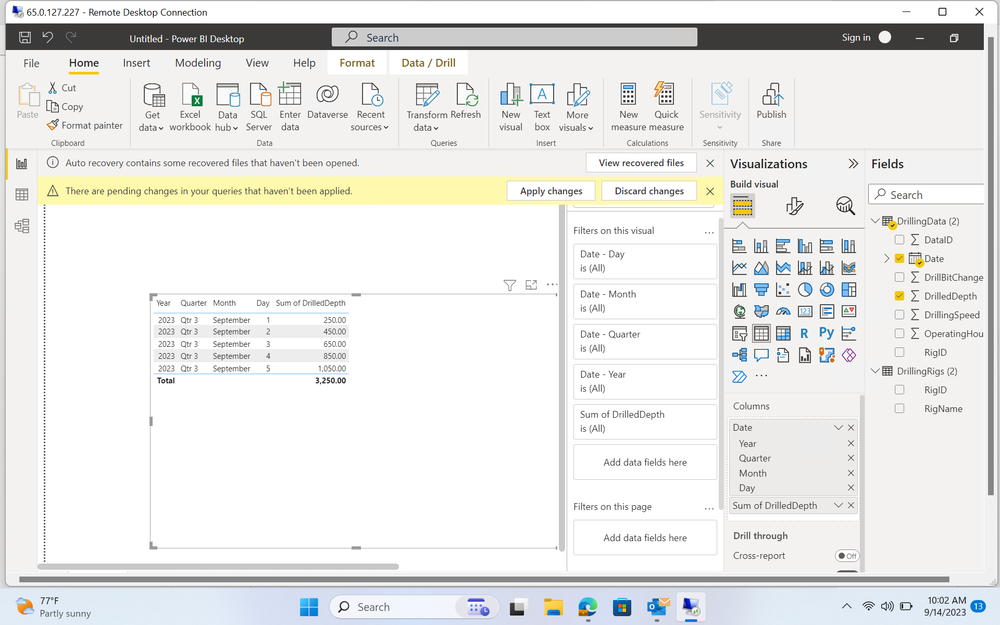 65.0.127.227 - Remote Desktop Connection
Untitled - Power BI Desktop
Search
Sign in
File
Home
Insert
Modeling
View
Help
Format
Data / Drill
Paste
Cut
Copy
Format painter
Clipboard
Get data
Excel workbook
Data hub
SQL Server
Enter data
Dataverse
Recent sources
Data
Transform data
Refresh
Queries
New visual
Text box
More visuals
Insert
New measure
Quick measure
Calculations
Sensitivity
Sensitivity
Publish
Share
Auto recovery contains some recovered files that haven't been opened.
View recovered files
There are pending changes in your queries that haven’t been applied.
Apply changes
Discard changes
Year Quarter Month Day Sum of DrilledDepth
2023 Qtr 3 September 1 250.00
2023 Qtr 3 September 2 450.00
2023 Qtr 3 September 3 650.00
2023 Qtr 3 September 4 850.00
2023 Qtr 3 September 5 1,050.00
Total 3,250.00
Filters on this visual
Date - Day
is (All)
Date - Month
is (All)
Date - Quarter
is (All)
Date - Year
is (All)
Sum of DrilledDepth
is (All)
Add data fields here
Filters on this page
Add data fields here
Visualizations
Build visual
123
R
Py
Columns
Date
Year
Quarter
Month
Day
Sum of DrilledDepth
Drill through
Cross-report
Off
Fields
Search
DrillingData (2)
DataID
Date
DrillBitChange
DrilledDepth
DrillingSpeed
OperatingHou
RigID
DrillingRigs (2)
RigID
RigName
77°F
Partly sunny
Search
10:02 AM
9/14/2023
13